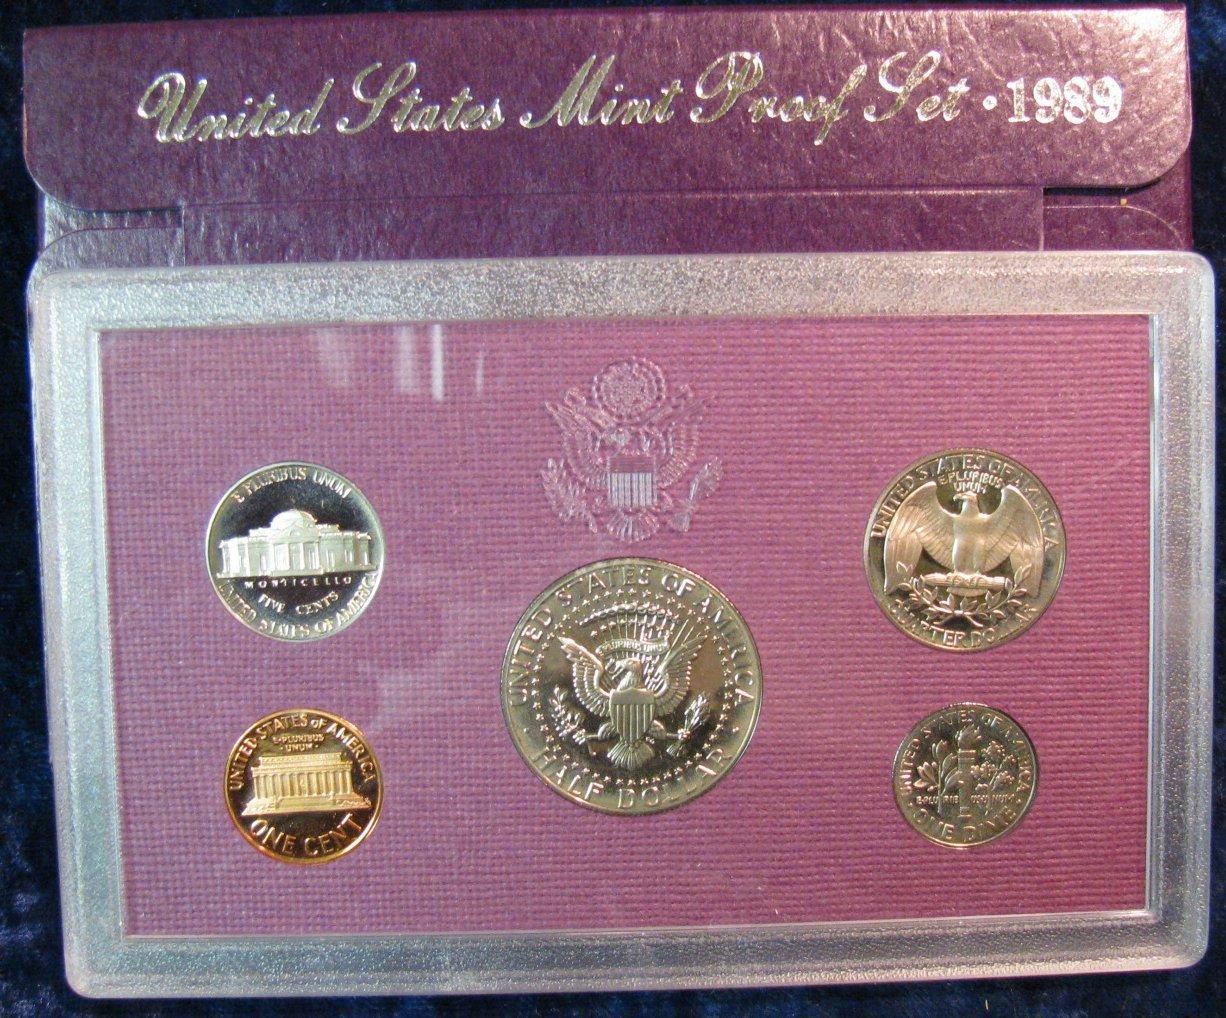 United States Mint Proof Set · 1989
E PLURIBUS UNUM
MONTICELLO
FIVE CENTS
UNITED STATES OF AMERICA
UNITED STATES OF AMERICA
E PLURIBUS
UNUM
QUARTER DOLLAR
UNITED STATES OF AMERICA
E PLURIBUS UNUM
HALF DOLLAR
UNITED STATES OF AMERICA
E PLURIBUS
· UNUM ·
ONE CENT
UNITED STATES OF AMERICA
E PLURIBUS UNUM
· ONE DIME ·